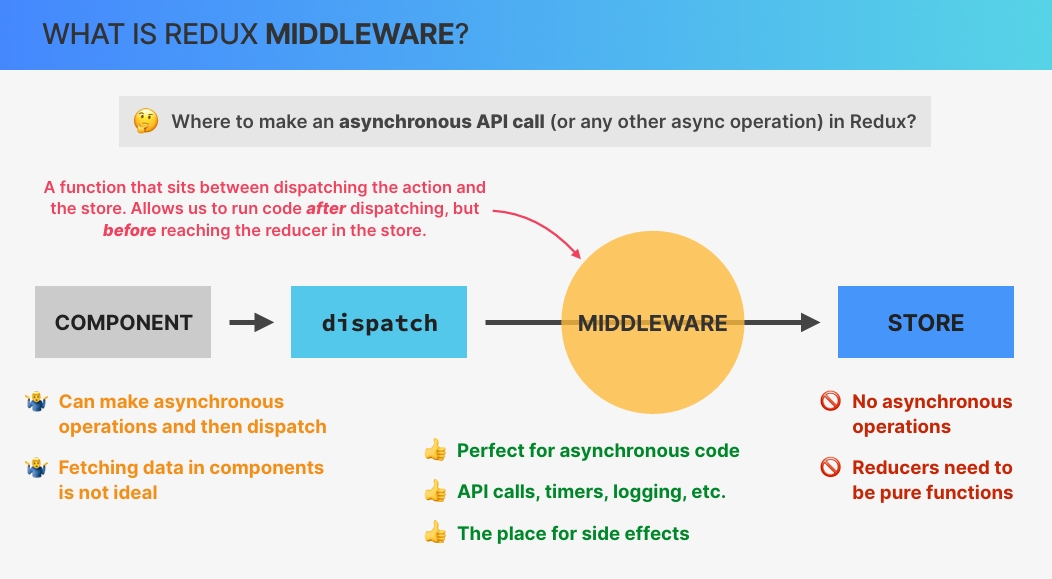 WHAT IS REDUX MIDDLEWARE?
🤔 Where to make an asynchronous API call (or any other async operation) in Redux?
A function that sits between dispatching the action and
the store. Allows us to run code after dispatching, but
before reaching the reducer in the store.
COMPONENT
dispatch
MIDDLEWARE
STORE
🤷‍♂️ Can make asynchronous
operations and then dispatch
🤷‍♂️ Fetching data in components
is not ideal
👍 Perfect for asynchronous code
👍 API calls, timers, logging, etc.
👍 The place for side effects
🚫 No asynchronous
operations
🚫 Reducers need to
be pure functions